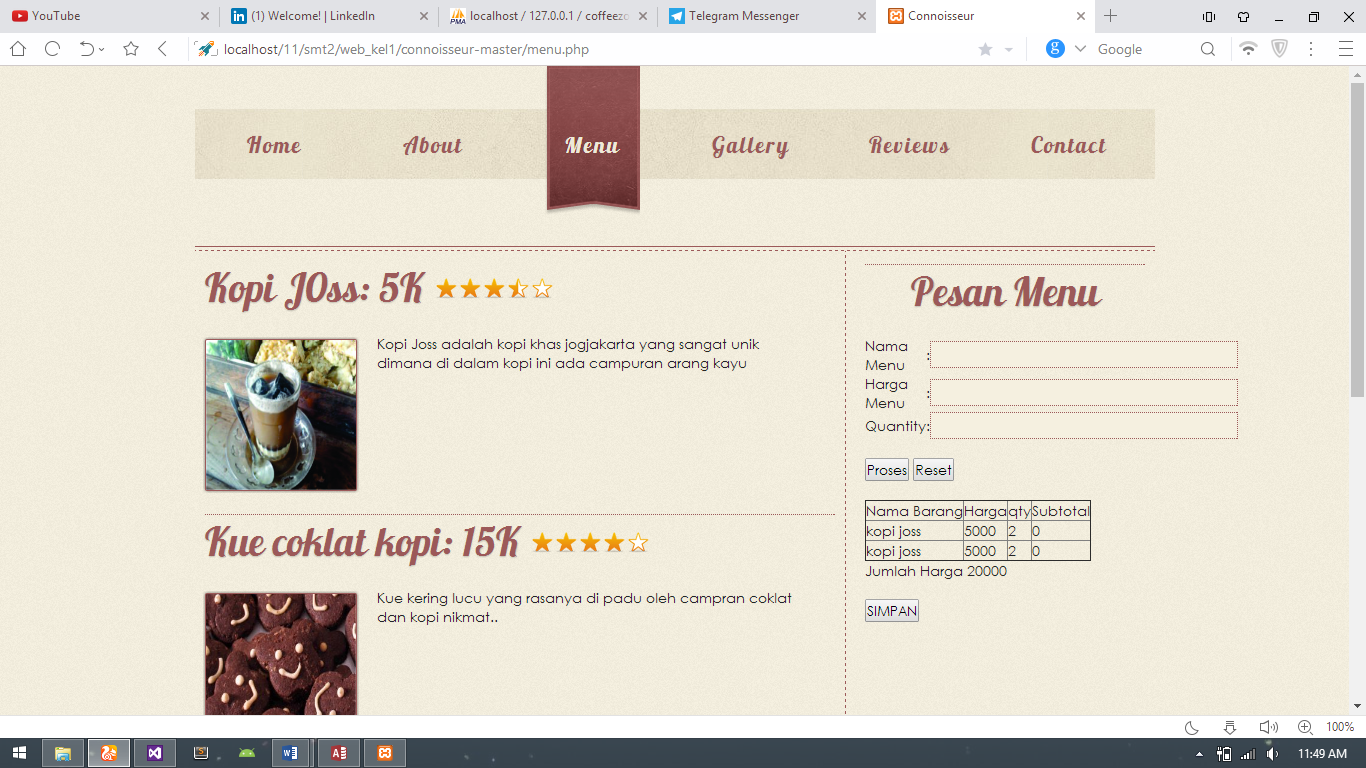 YouTube
(1) Welcome! | LinkedIn
localhost / 127.0.0.1 / coffeezo
Telegram Messenger
Connoisseur
localhost/11/smt2/web_kel1/connoisseur-master/menu.php
Google
Home
About
Menu
Gallery
Reviews
Contact
Kopi JOss: 5K
Kopi Joss adalah kopi khas jogjakarta yang sangat unik
dimana di dalam kopi ini ada campuran arang kayu
Kue coklat kopi: 15K
Kue kering lucu yang rasanya di padu oleh campran coklat
dan kopi nikmat..
Pesan Menu
Nama
Menu :
Harga
Menu :
Quantity:
Proses Reset
Nama Barang Harga qty Subtotal
kopi joss 5000 2 0
kopi joss 5000 2 0
Jumlah Harga 20000
SIMPAN
100%
11:49 AM